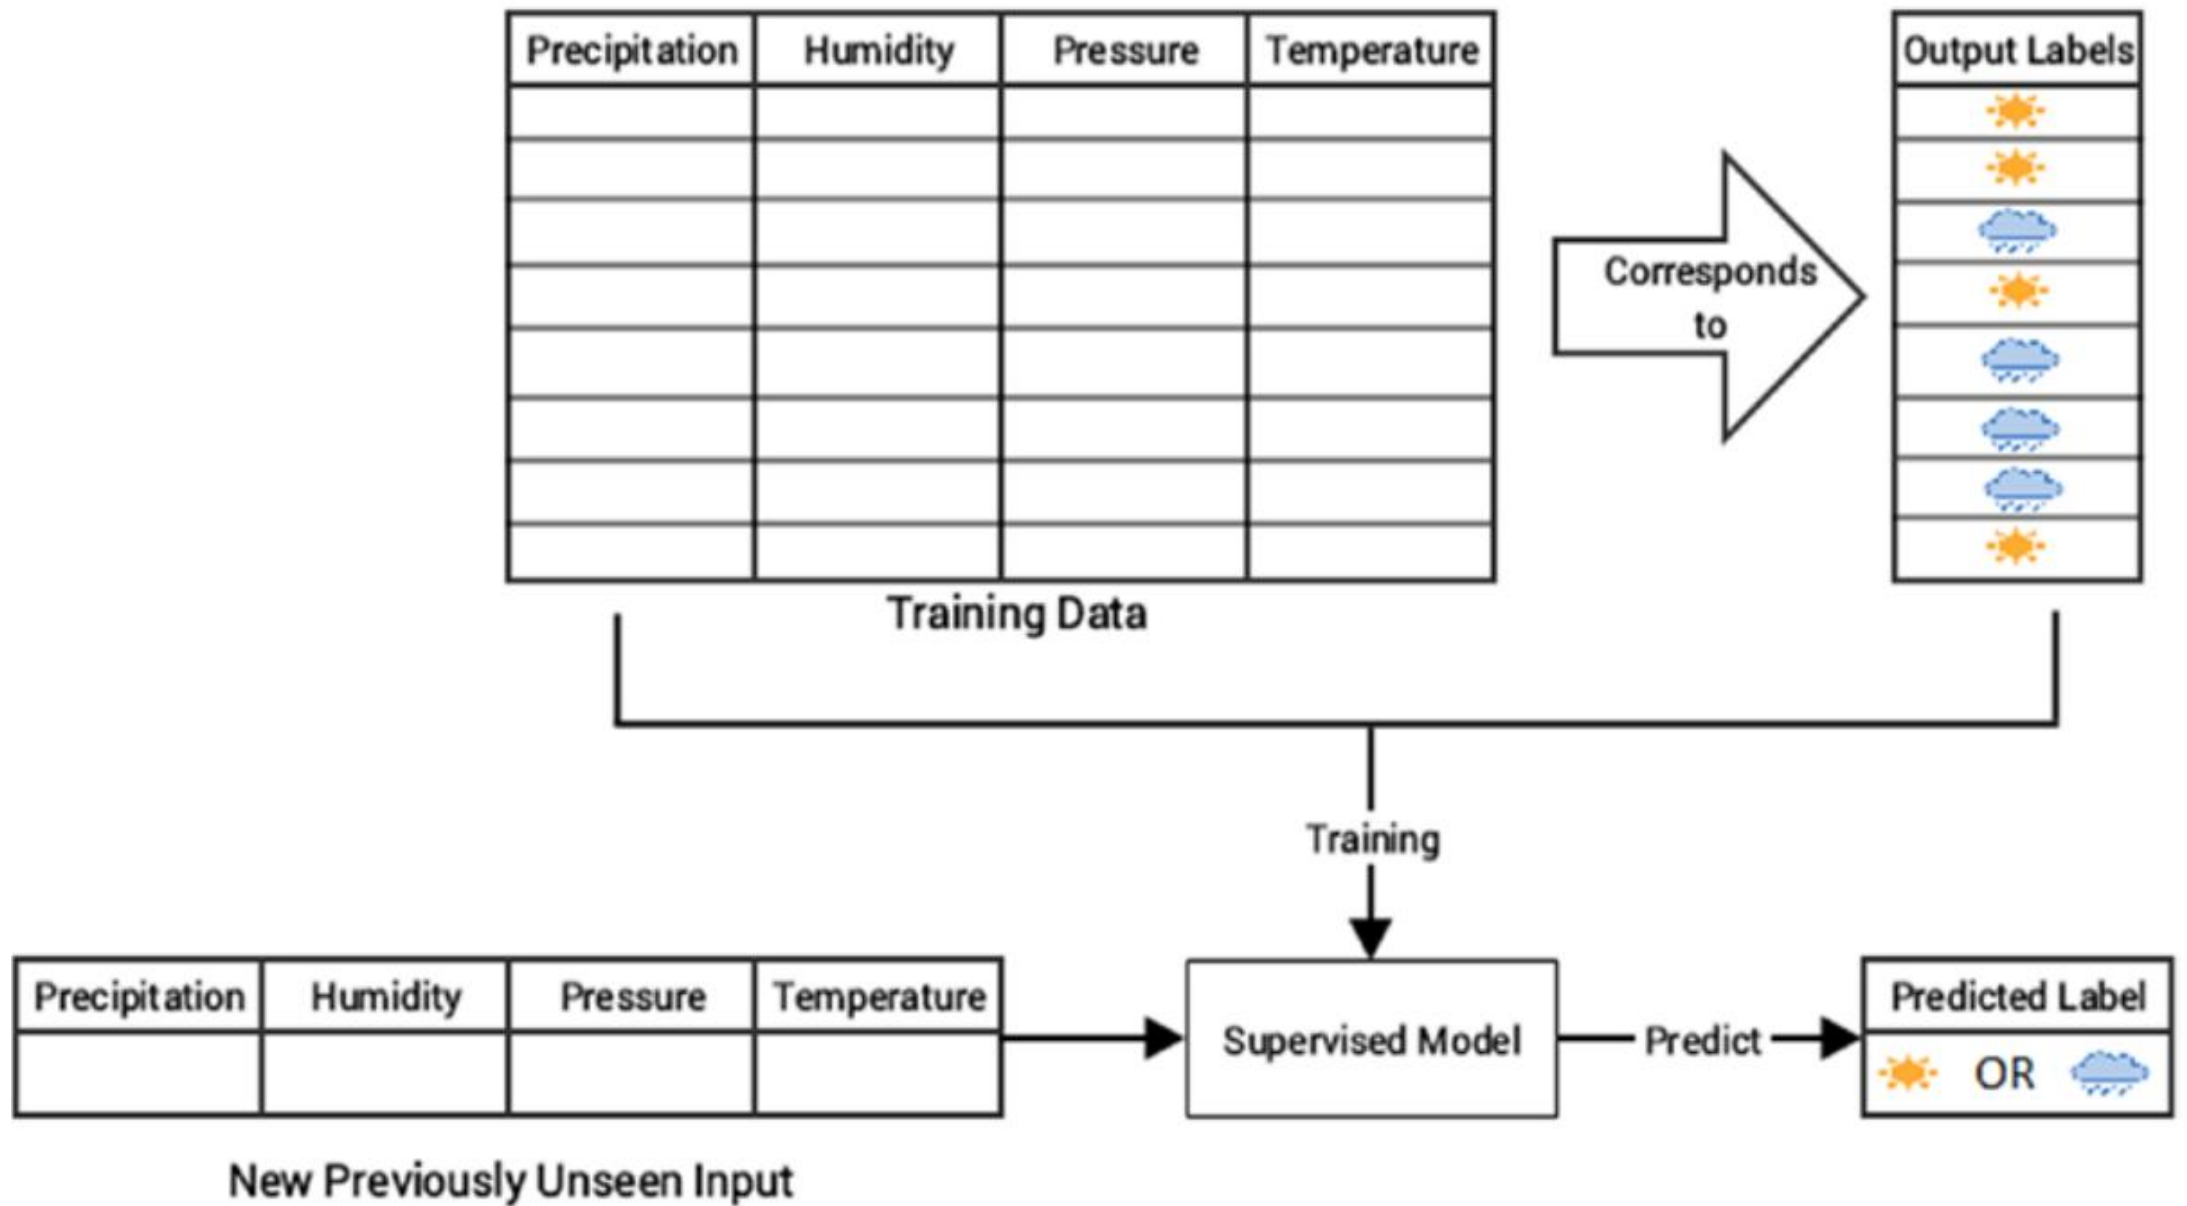 Precipitation Humidity Pressure Temperature
Output Labels
Corresponds
to
Training Data
Training
Precipitation Humidity Pressure Temperature
Supervised Model
Predict
Predicted Label
OR
New Previously Unseen Input